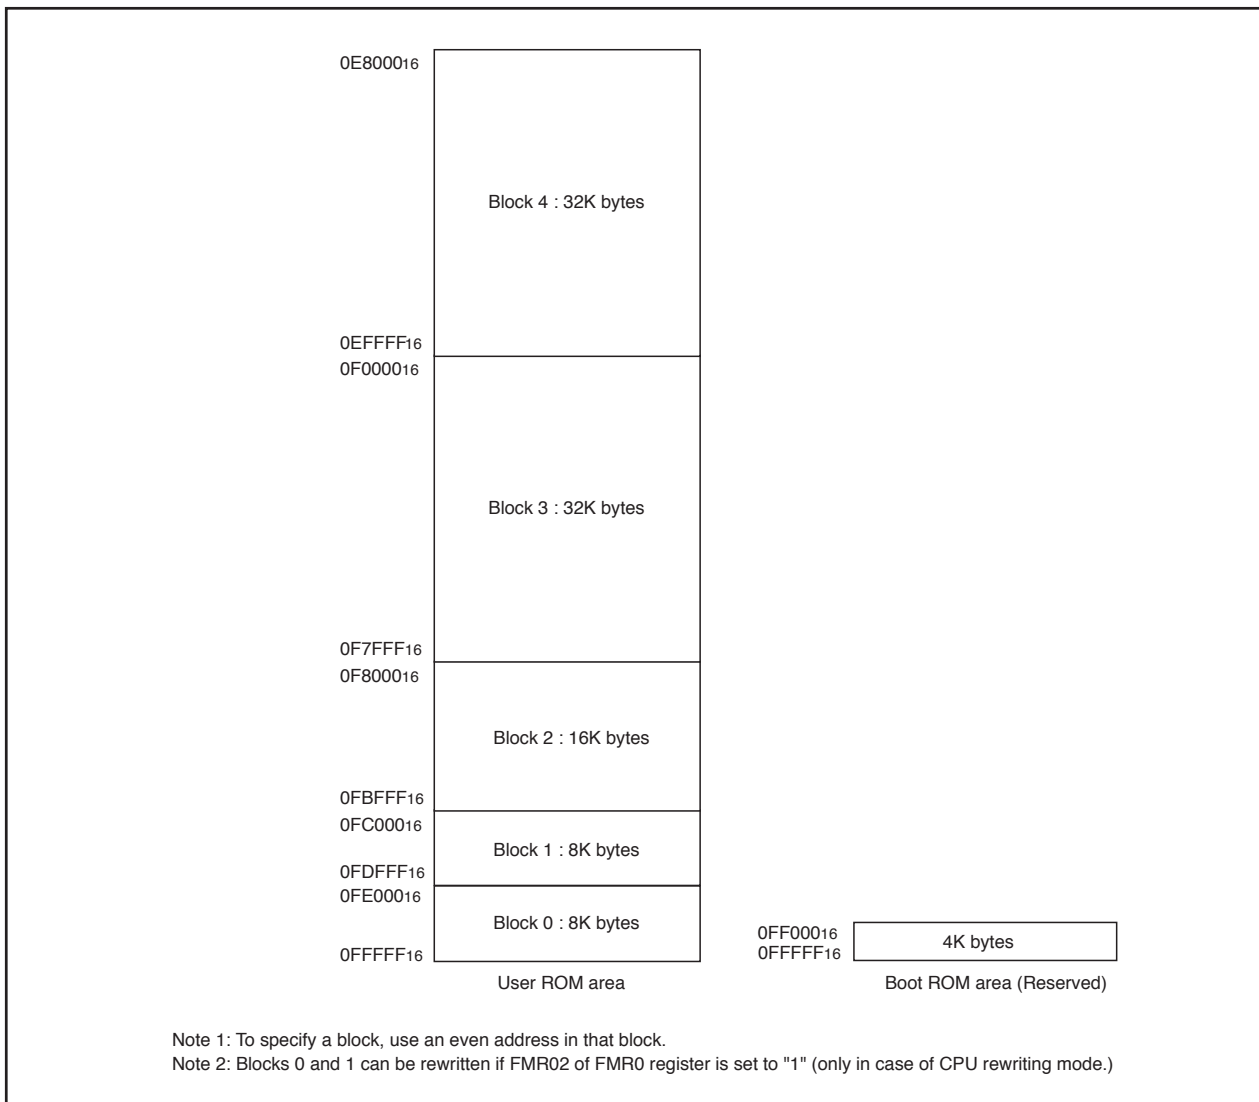 0E800016
Block 4 : 32K bytes
0EFFFF16
0F000016
Block 3 : 32K bytes
0F7FFF16
0F800016
Block 2 : 16K bytes
0FBFFF16
0FC00016
Block 1 : 8K bytes
0FDFFF16
0FE00016
Block 0 : 8K bytes
0FFFFF16
User ROM area
0FF00016
4K bytes
0FFFFF16
Boot ROM area (Reserved)
Note 1: To specify a block, use an even address in that block.
Note 2: Blocks 0 and 1 can be rewritten if FMR02 of FMR0 register is set to "1" (only in case of CPU rewriting mode.)